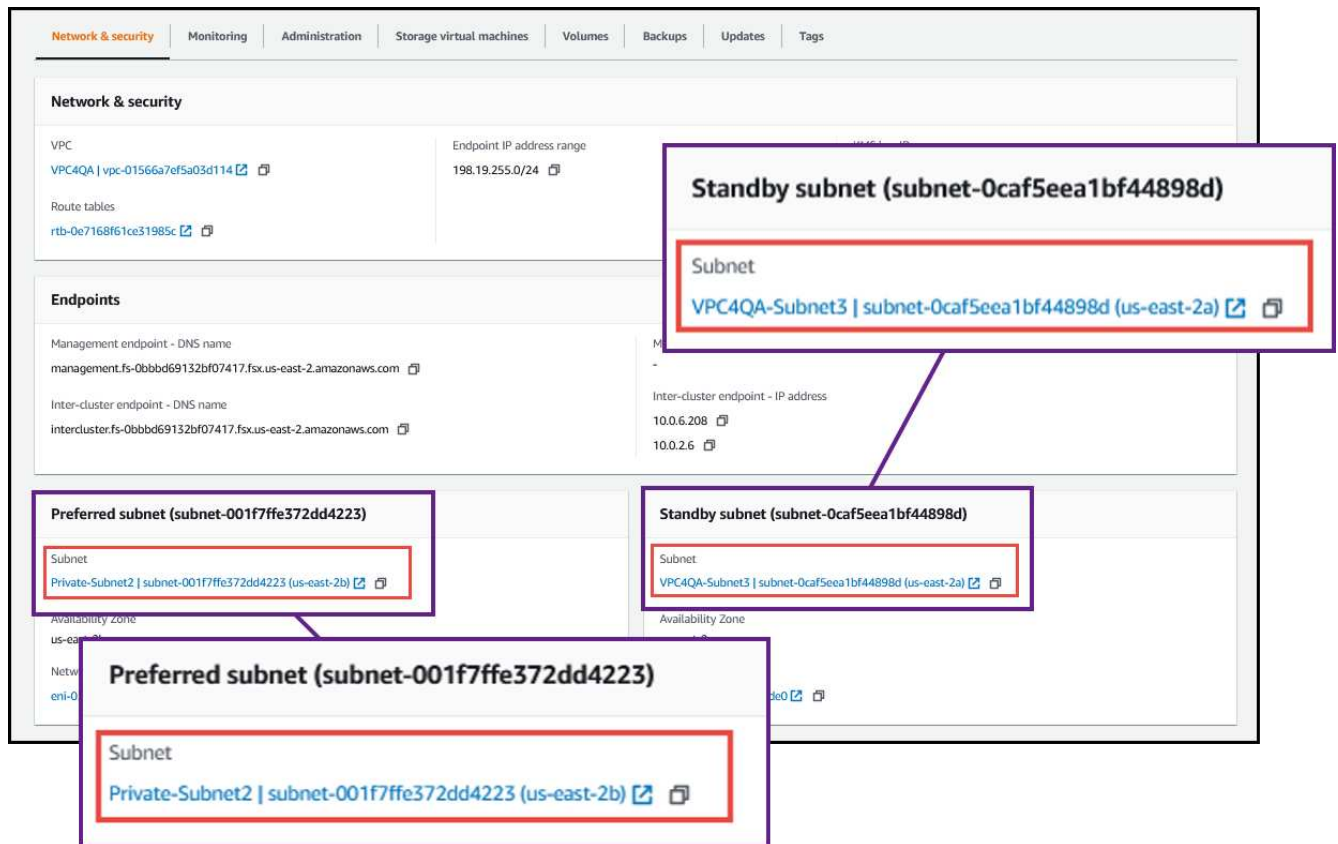 Network & security Monitoring Administration Storage virtual machines Volumes Backups Updates Tags
Network & security
VPC
VPC4QA | vpc-01566a7ef5a03d114
Route tables
rtb-0e7168f61ce31985c
Endpoint IP address range
198.19.255.0/24
Standby subnet (subnet-0caf5eea1bf44898d)
Subnet
VPC4QA-Subnet3 | subnet-0caf5eea1bf44898d (us-east-2a)
Endpoints
Management endpoint - DNS name
management.fs-0bbbd69132bf07417.fsx.us-east-2.amazonaws.com
Inter-cluster endpoint - DNS name
intercluster.fs-0bbbd69132bf07417.fsx.us-east-2.amazonaws.com
-
Inter-cluster endpoint - IP address
10.0.6.208
10.0.2.6
Preferred subnet (subnet-001f7ffe372dd4223)
Subnet
Private-Subnet2 | subnet-001f7ffe372dd4223 (us-east-2b)
Availability Zone
Standby subnet (subnet-0caf5eea1bf44898d)
Subnet
VPC4QA-Subnet3 | subnet-0caf5eea1bf44898d (us-east-2a)
Availability Zone
Preferred subnet (subnet-001f7ffe372dd4223)
Subnet
Private-Subnet2 | subnet-001f7ffe372dd4223 (us-east-2b)